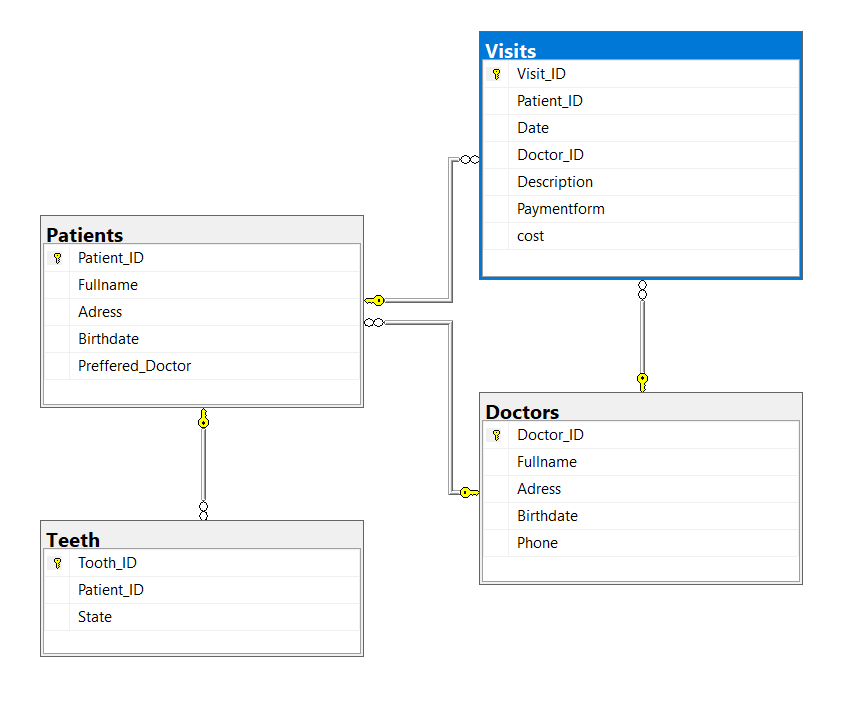 Visits
Visit_ID
Patient_ID
Date
Doctor_ID
Description
Paymentform
cost
Patients
Patient_ID
Fullname
Adress
Birthdate
Preffered_Doctor
Doctors
Doctor_ID
Fullname
Adress
Birthdate
Phone
Teeth
Tooth_ID
Patient_ID
State